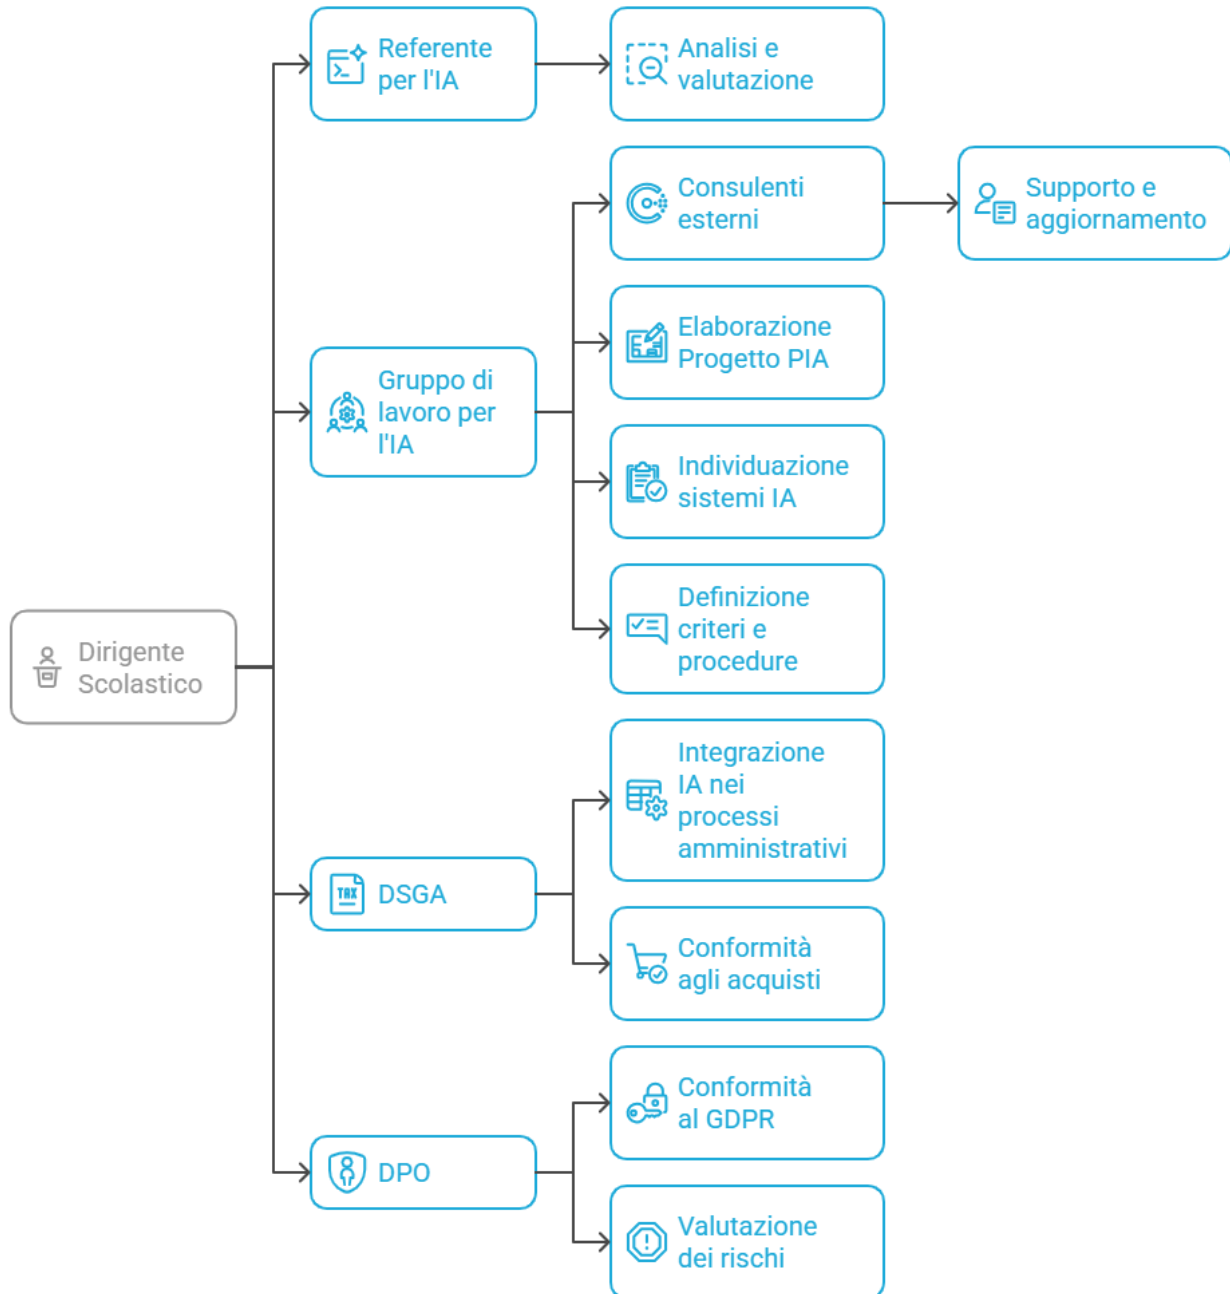 Referente
per l'IA
Analisi e
valutazione
Consulenti
esterni
Supporto e
aggiornamento
Elaborazione
Progetto PIA
Gruppo di
lavoro per
l'IA
Individuazione
sistemi IA
Definizione
criteri e
procedure
Dirigente
Scolastico
Integrazione
IA nei
processi
amministrativi
TAX
DSGA
Conformità
agli acquisti
Conformità
al GDPR
DPO
Valutazione
dei rischi